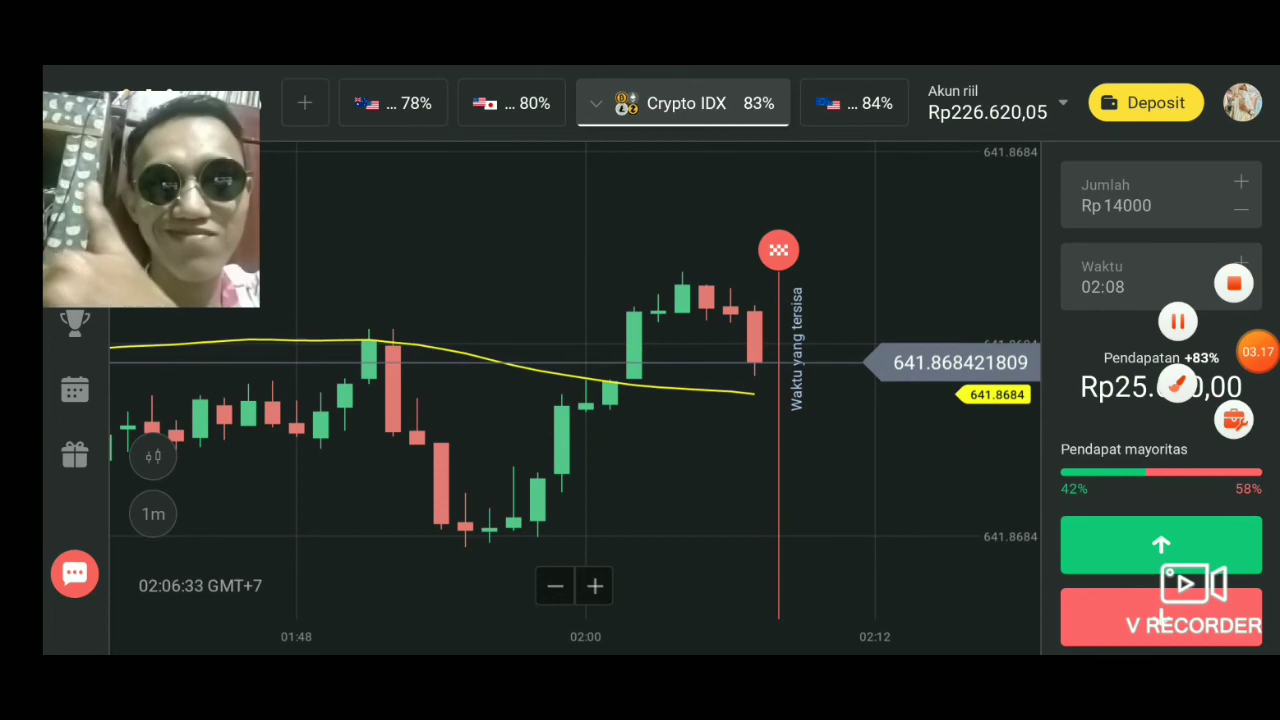 ... 78%
... 80%
Crypto IDX 83%
... 84%
Akun riil
Rp226.620,05
Deposit
641.8684
Jumlah
Rp 14000
Waktu
02:08
Waktu yang tersisa
641.8684
641.868421809
641.8684
03.17
Pendapatan +83%
Pendapat mayoritas
42%
58%
1m
641.8684
02:06:33 GMT+7
V RECORDER
01:48
02:00
02:12